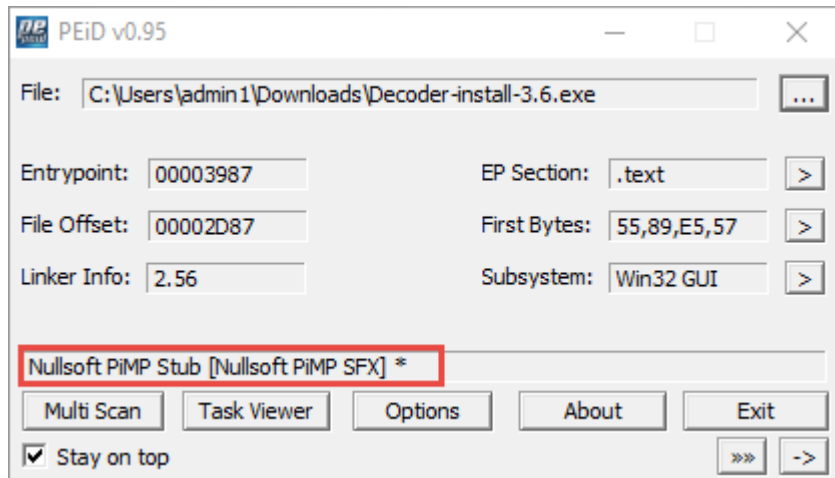 PEiD v0.95
File: C:\Users\admin1\Downloads\Decoder-install-3.6.exe ...
Entrypoint: 00003987 EP Section: .text >
File Offset: 00002D87 First Bytes: 55,89,E5,57 >
Linker Info: 2.56 Subsystem: Win32 GUI >
Nullsoft PiMP Stub [Nullsoft PiMP SFX] *
Multi Scan Task Viewer Options About Exit
Stay on top »» ->